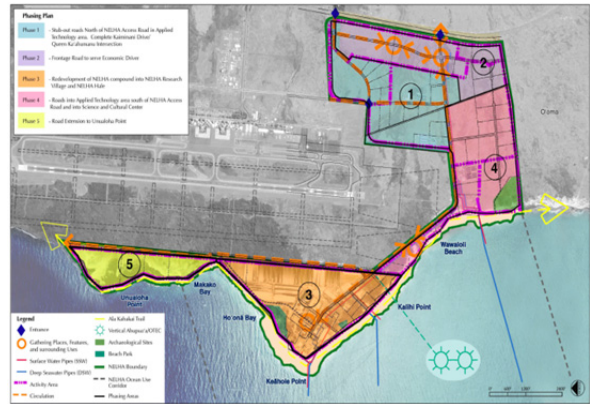 Phasing Plan
Phase 1 - Stub-out roads North of NELHA Access Road in Applied
Technology area. Complete Kaiminani Drive/
Queen Ka'ahumanu Intersection
Phase 2 - Frontage Road to serve Economic Driver
Phase 3 - Redevelopment of NELHA compound into NELHA Research
Village and NELHA Hale
Phase 4 - Roads into Applied Technology area south of NELHA Access
Road and into Science and Cultural Center
Phase 5 - Road Extension to Unualoha Point
1
2
O'oma
4
Wawaloli
Beach
5
Unualoha
Point
Makako
Bay
3
Ho'onā Bay
Kalihi Point
Keāhole Point
Legend
Entrance
Gathering Places, Features,
and surrounding Uses
Surface Water Pipes (SSW)
Deep Seawater Pipes (DSW)
Activity Area
Circulation
Ala Kahakai Trail
Vertical Ahupua'a/OTEC
Archaeological Sites
Beach Park
NELHA Boundary
NELHA Ocean Use
Corridor
Phasing Areas